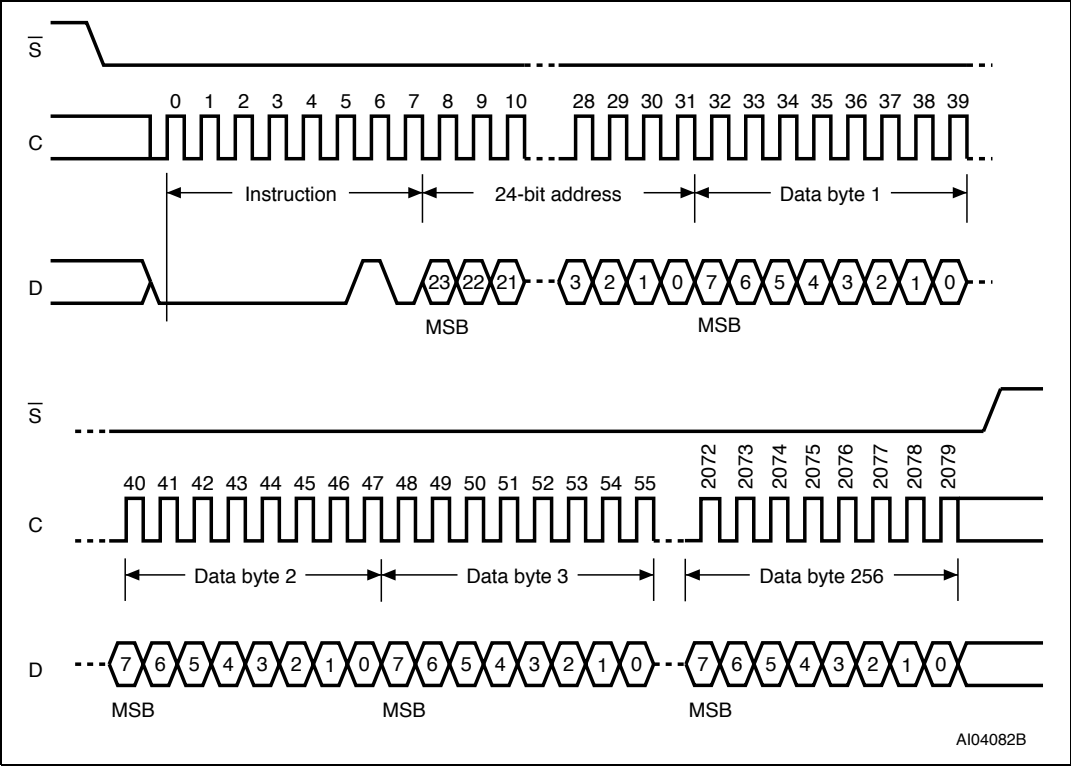 S̅
0 1 2 3 4 5 6 7 8 9 10 28 29 30 31 32 33 34 35 36 37 38 39
C
Instruction 24-bit address Data byte 1
D 23 22 21 3 2 1 0 7 6 5 4 3 2 1 0
MSB MSB
S̅
40 41 42 43 44 45 46 47 48 49 50 51 52 53 54 55 2072 2073 2074 2075 2076 2077 2078 2079
C
Data byte 2 Data byte 3 Data byte 256
D 7 6 5 4 3 2 1 0 7 6 5 4 3 2 1 0 7 6 5 4 3 2 1 0
MSB MSB MSB
AI04082B